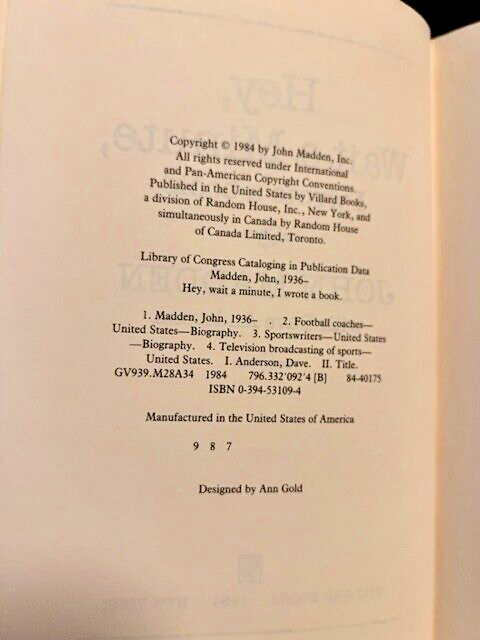 Copyright © 1984 by John Madden, Inc.
All rights reserved under International
and Pan-American Copyright Conventions.
Published in the United States by Villard Books,
a division of Random House, Inc., New York, and
simultaneously in Canada by Random House
of Canada Limited, Toronto.
Library of Congress Cataloging in Publication Data
Madden, John, 1936–
Hey, wait a minute, I wrote a book.
1. Madden, John, 1936– . 2. Football coaches—
United States—Biography. 3. Sportswriters—United States
—Biography. 4. Television broadcasting of sports—
United States. I. Anderson, Dave. II. Title.
GV939.M28A34 1984 796.332'092'4 [B] 84-40175
ISBN 0-394-53109-4
Manufactured in the United States of America
9 8 7
Designed by Ann Gold